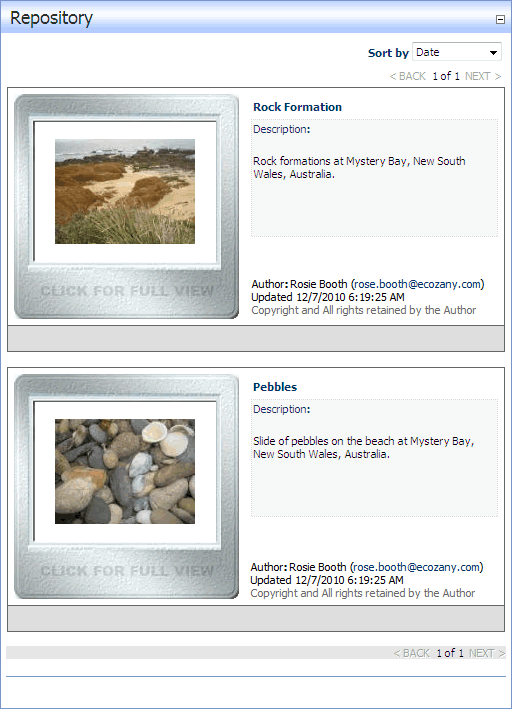 Repository
Sort by Date
< BACK 1 of 1 NEXT >
Rock Formation
Description:
Rock formations at Mystery Bay, New South
Wales, Australia.
CLICK FOR FULL VIEW
Author: Rosie Booth (rose.booth@ecozany.com)
Updated 12/7/2010 6:19:25 AM
Copyright and All rights retained by the Author
Pebbles
Description:
Slide of pebbles on the beach at Mystery Bay,
New South Wales, Australia.
CLICK FOR FULL VIEW
Author: Rosie Booth (rose.booth@ecozany.com)
Updated 12/7/2010 6:19:25 AM
Copyright and All rights retained by the Author
< BACK 1 of 1 NEXT >